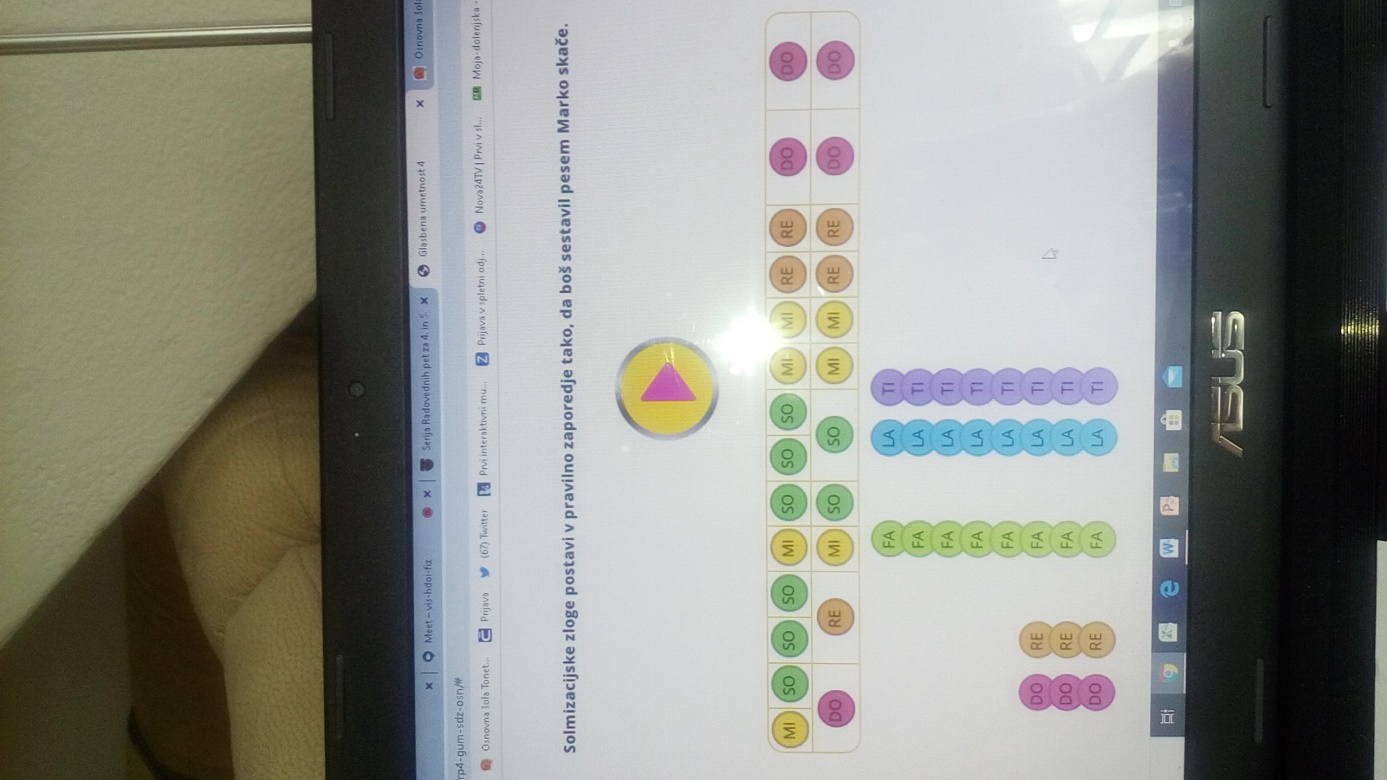 Meet – vis-hdoi-fiz × Serija Radovednih pet za 4. in × Glasbena umetnost 4 × Osnovna šola
rp4-gum-sdz-osn/#
Osnovna šola Tonet... Prijava (67) Twitter Prvi interaktivni mu... Prijava v spletni odj... Nova24TV | Prvi v sl... Moja-dolenjska -
Solmizacijske zloge postavi v pravilno zaporedje tako, da boš sestavil pesem Marko skače.
MI SO SO SO MI SO SO SO MI MI RE RE DO DO
DO RE MI SO SO MI MI RE RE DO DO
FA LA TI
FA LA TI
FA LA TI
FA LA TI
FA LA TI
DO RE FA LA TI
DO RE FA LA TI
DO RE FA LA TI
ASUS